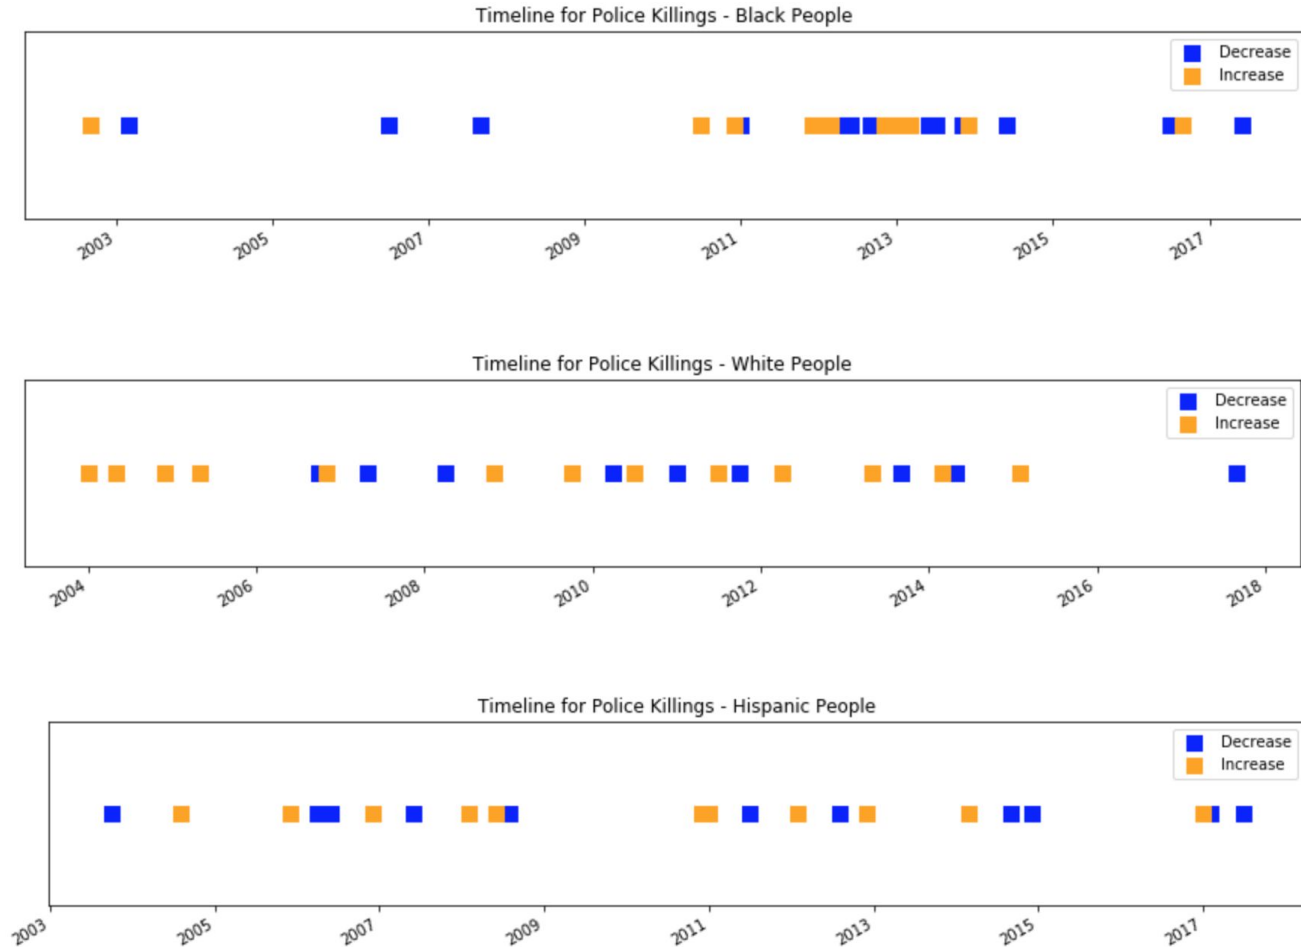 Timeline for Police Killings - Black People
Decrease
Increase
2003 2005 2007 2009 2011 2013 2015 2017
Timeline for Police Killings - White People
Decrease
Increase
2004 2006 2008 2010 2012 2014 2016 2018
Timeline for Police Killings - Hispanic People
Decrease
Increase
2003 2005 2007 2009 2011 2013 2015 2017